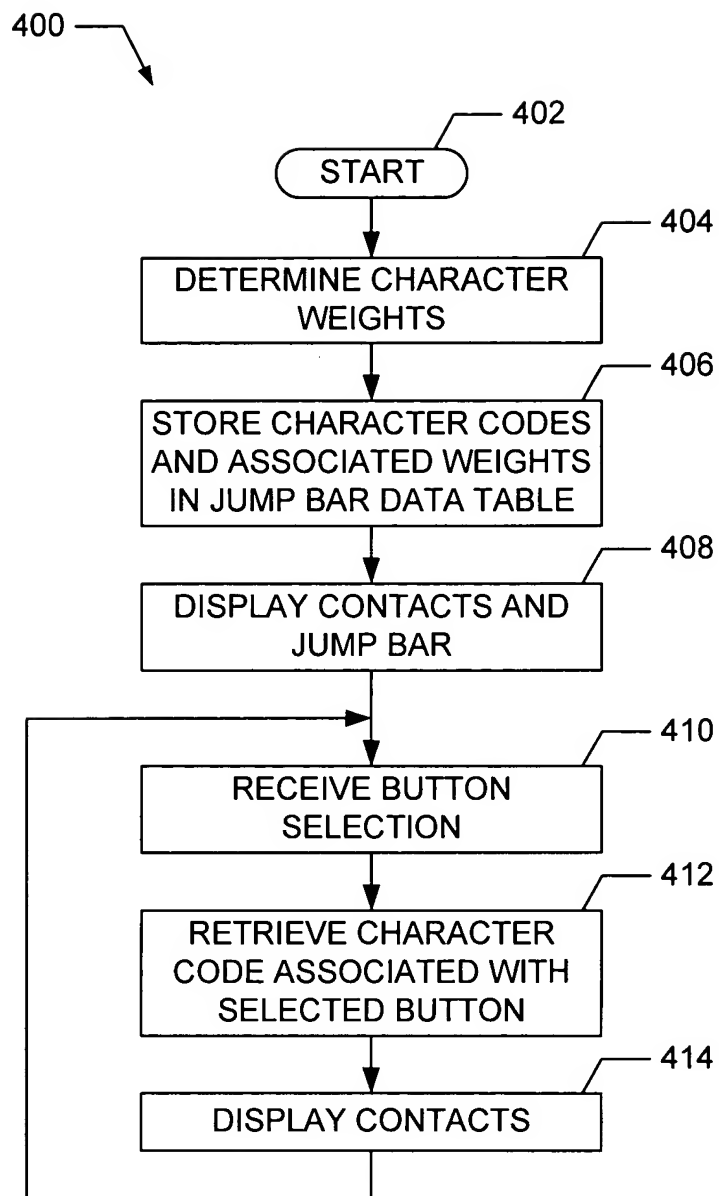 400
402
START
404
DETERMINE CHARACTER
WEIGHTS
406
STORE CHARACTER CODES
AND ASSOCIATED WEIGHTS
IN JUMP BAR DATA TABLE
408
DISPLAY CONTACTS AND
JUMP BAR
410
RECEIVE BUTTON
SELECTION
412
RETRIEVE CHARACTER
CODE ASSOCIATED WITH
SELECTED BUTTON
414
DISPLAY CONTACTS